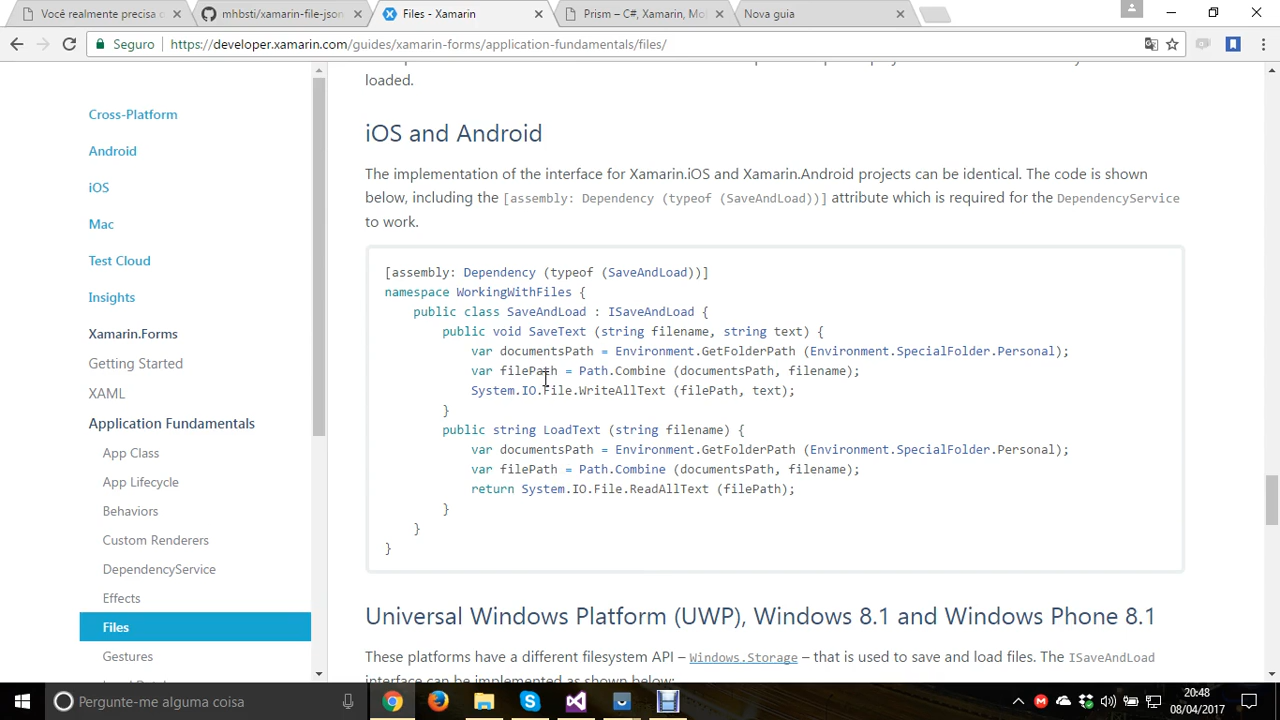 Você realmente precisa d
mhbsti/xamarin-file-json
Files - Xamarin
Prism – C#, Xamarin, Mo
Nova guia
Seguro
https://developer.xamarin.com/guides/xamarin-forms/application-fundamentals/files/
loaded.
Cross-Platform
Android
iOS
Mac
Test Cloud
Insights
Xamarin.Forms
Getting Started
XAML
Application Fundamentals
App Class
App Lifecycle
Behaviors
Custom Renderers
DependencyService
Effects
Files
Gestures
iOS and Android
The implementation of the interface for Xamarin.iOS and Xamarin.Android projects can be identical. The code is shown
below, including the [assembly: Dependency (typeof (SaveAndLoad))] attribute which is required for the DependencyService
to work.
[assembly: Dependency (typeof (SaveAndLoad))]
namespace WorkingWithFiles {
public class SaveAndLoad : ISaveAndLoad {
public void SaveText (string filename, string text) {
var documentsPath = Environment.GetFolderPath (Environment.SpecialFolder.Personal);
var filePath = Path.Combine (documentsPath, filename);
System.IO.File.WriteAllText (filePath, text);
}
public string LoadText (string filename) {
var documentsPath = Environment.GetFolderPath (Environment.SpecialFolder.Personal);
var filePath = Path.Combine (documentsPath, filename);
return System.IO.File.ReadAllText (filePath);
}
}
}
Universal Windows Platform (UWP), Windows 8.1 and Windows Phone 8.1
These platforms have a different filesystem API – Windows.Storage – that is used to save and load files. The ISaveAndLoad
interface can be implemented as shown below:
Pergunte-me alguma coisa
20:48
08/04/2017